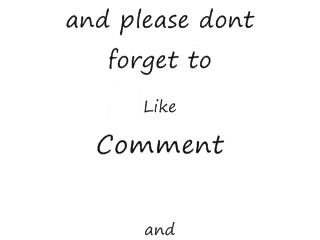 and please dont
forget to
Like
Comment
and